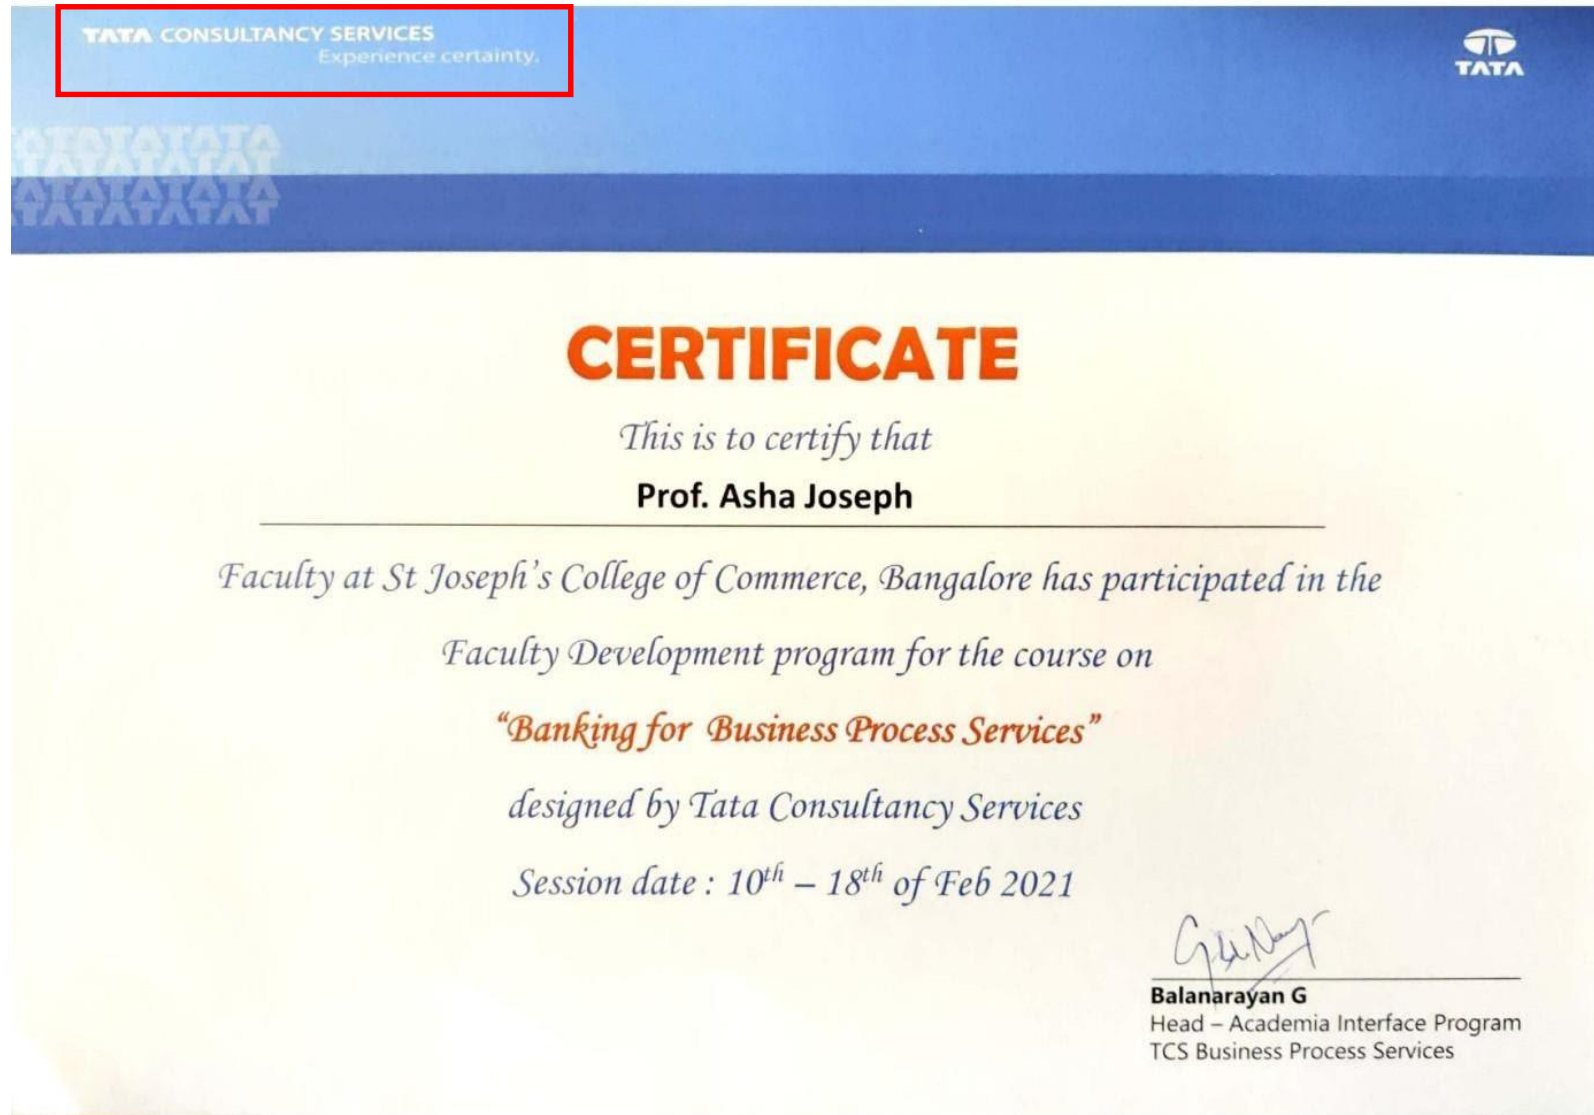 TATA CONSULTANCY SERVICES
Experience certainty.
TATA
CERTIFICATE
This is to certify that
Prof. Asha Joseph
Faculty at St Joseph's College of Commerce, Bangalore has participated in the
Faculty Development program for the course on
“Banking for Business Process Services”
designed by Tata Consultancy Services
Session date : 10th – 18th of Feb 2021
Balanarayan G
Head – Academia Interface Program
TCS Business Process Services